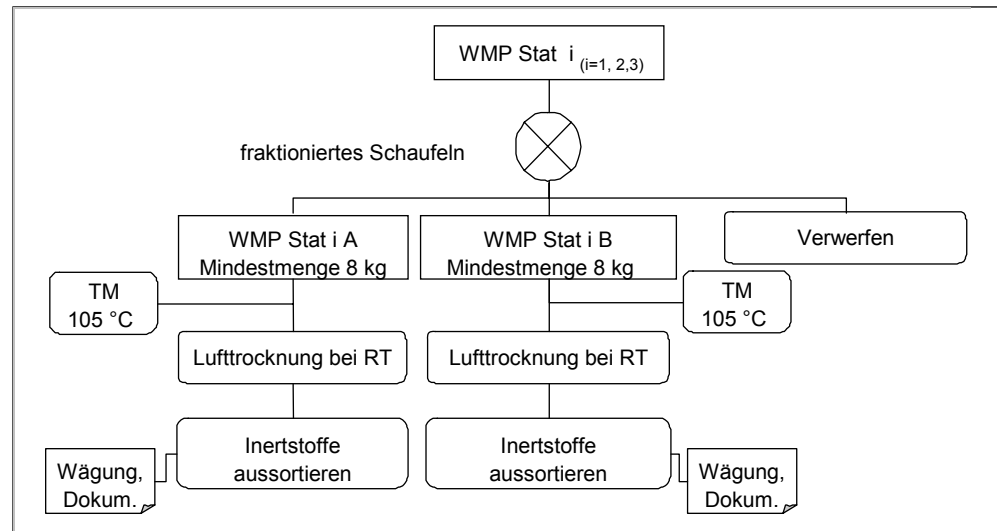 WMP Stat i (i=1, 2,3)
fraktioniertes Schaufeln
WMP Stat i A
Mindestmenge 8 kg
WMP Stat i B
Mindestmenge 8 kg
Verwerfen
TM
105 °C
TM
105 °C
Lufttrocknung bei RT
Lufttrocknung bei RT
Inertstoffe
aussortieren
Inertstoffe
aussortieren
Wägung,
Dokum.
Wägung,
Dokum.